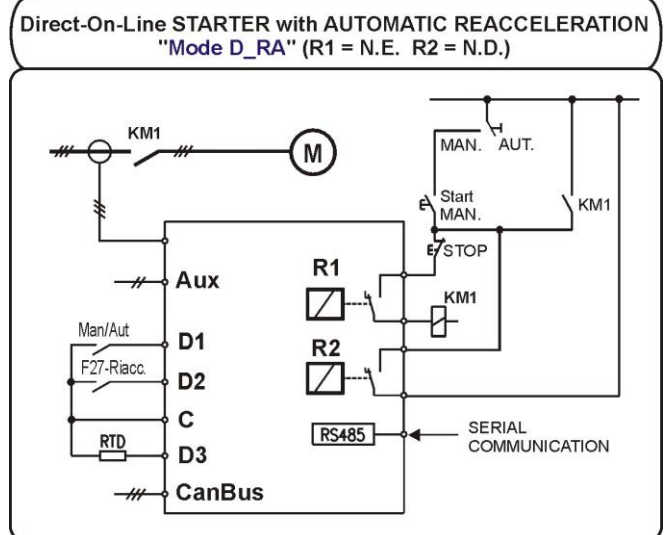 Direct-On-Line STARTER with AUTOMATIC REACCELERATION
"Mode D_RA" (R1 = N.E. R2 = N.D.)
KM1
M
MAN.
AUT.
Start
MAN.
KM1
STOP
R1
KM1
Aux
Man/Aut
D1
R2
F27-Riacc.
D2
C
RTD
D3
RS485
SERIAL
COMMUNICATION
CanBus